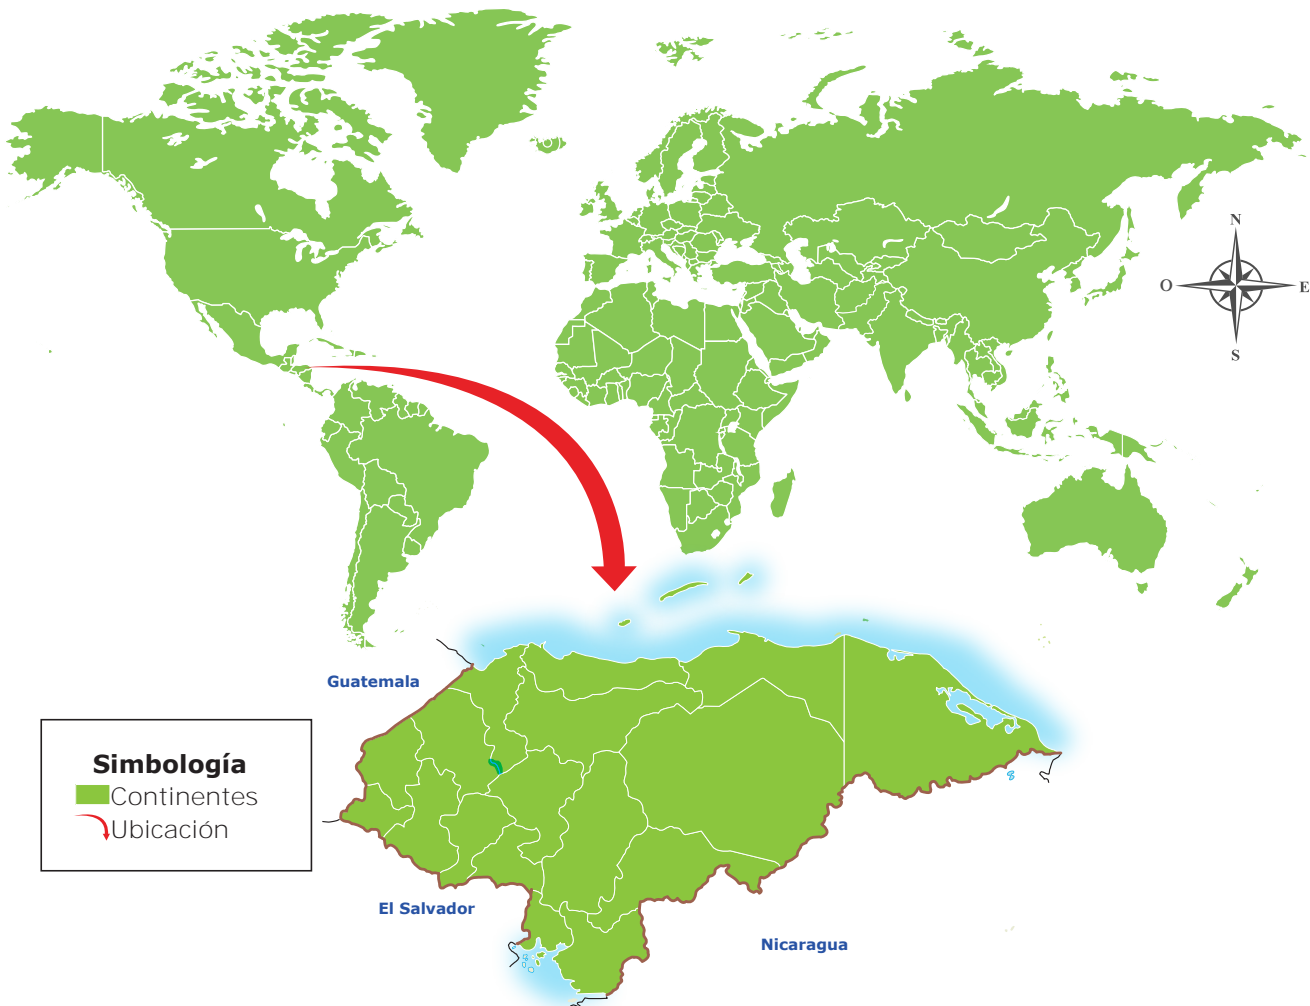 N
O
E
S
Guatemala
Simbología
Continentes
Ubicación
El Salvador
Nicaragua